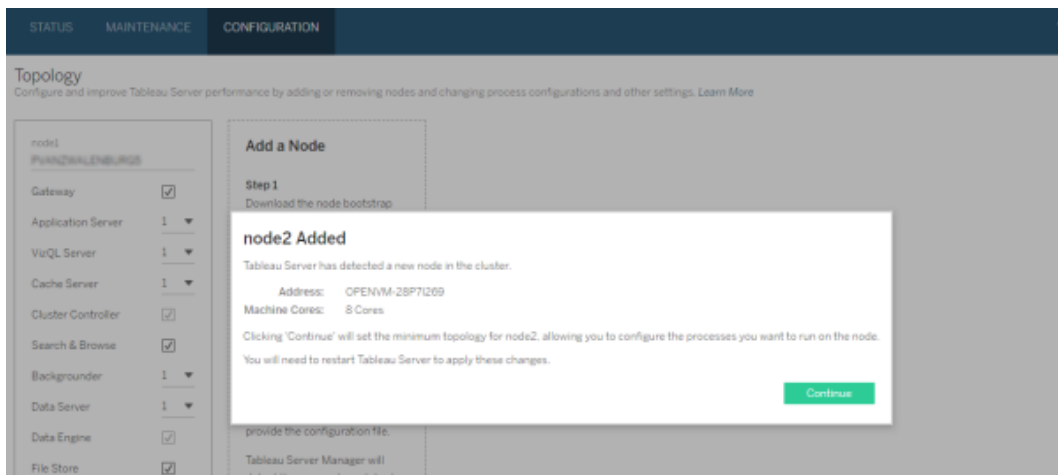 STATUS MAINTENANCE CONFIGURATION
Topology
Configure and improve Tableau Server performance by adding or removing nodes and changing process configurations and other settings. Learn More
node1
Gateway
Application Server 1
VizQL Server 1
Cache Server 1
Cluster Controller
Search & Browse
Backgrounder 1
Data Server 1
Data Engine
File Store
Add a Node
Step 1
Download the node bootstrap
node2 Added
Tableau Server has detected a new node in the cluster.
Address: OPENVM-28P7I269
Machine Cores: 8 Cores
Clicking 'Continue' will set the minimum topology for node2, allowing you to configure the processes you want to run on the node.
You will need to restart Tableau Server to apply these changes.
Continue
provide the configuration file.
Tableau Server Manager will